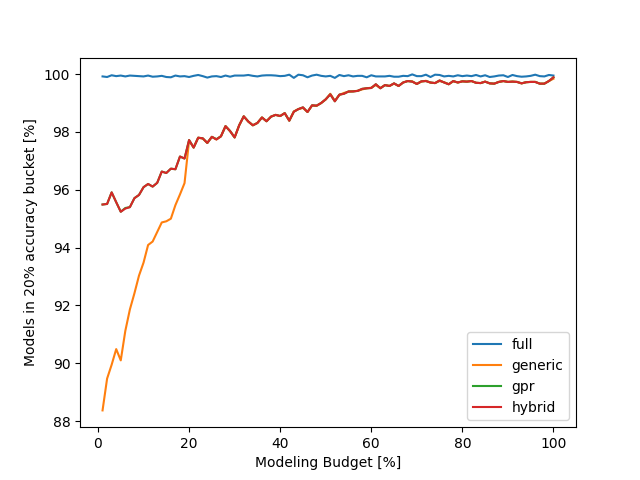 Models in 20% accuracy bucket [%]
100
98
96
94
92
90
88
0 20 40 60 80 100
Modeling Budget [%]
full
generic
gpr
hybrid